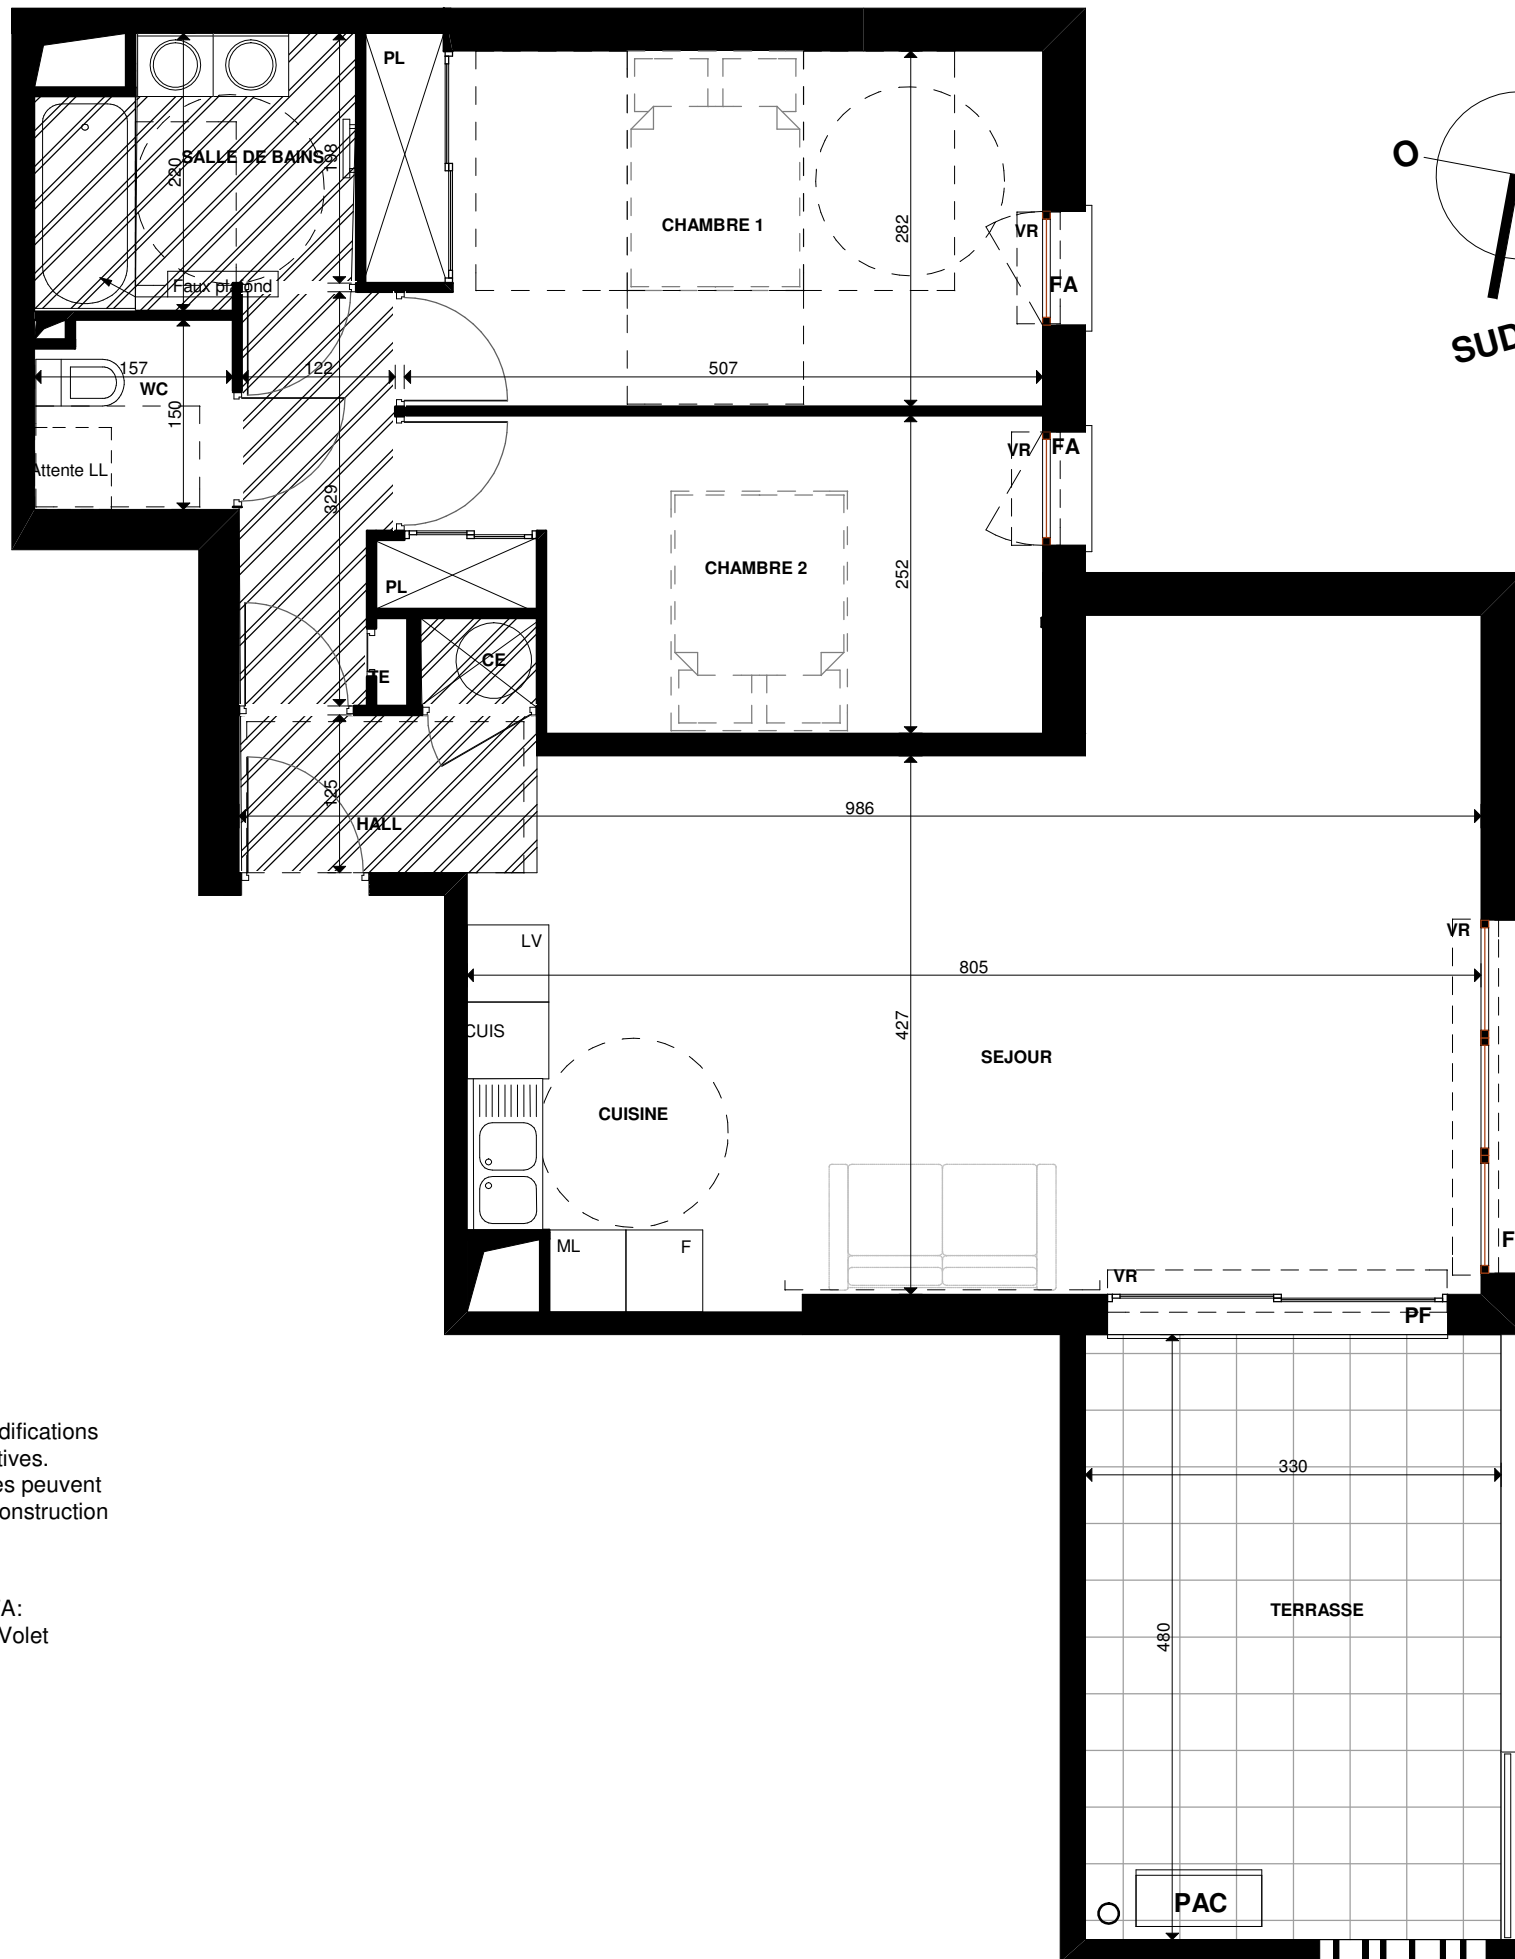 PL
SALLE DE BAINS
220
198
Faux plafond
CHAMBRE 1
282
VR
FA
O
SUD
157
WC
150
122
507
Attente LL
329
VR
FA
CHAMBRE 2
252
PL
TE
CE
125
HALL
986
LV
805
VR
CUIS
427
SEJOUR
CUISINE
ML
F
VR
F
PF
difications
tives.
es peuvent
onstruction
330
A:
Volet
TERRASSE
480
PAC